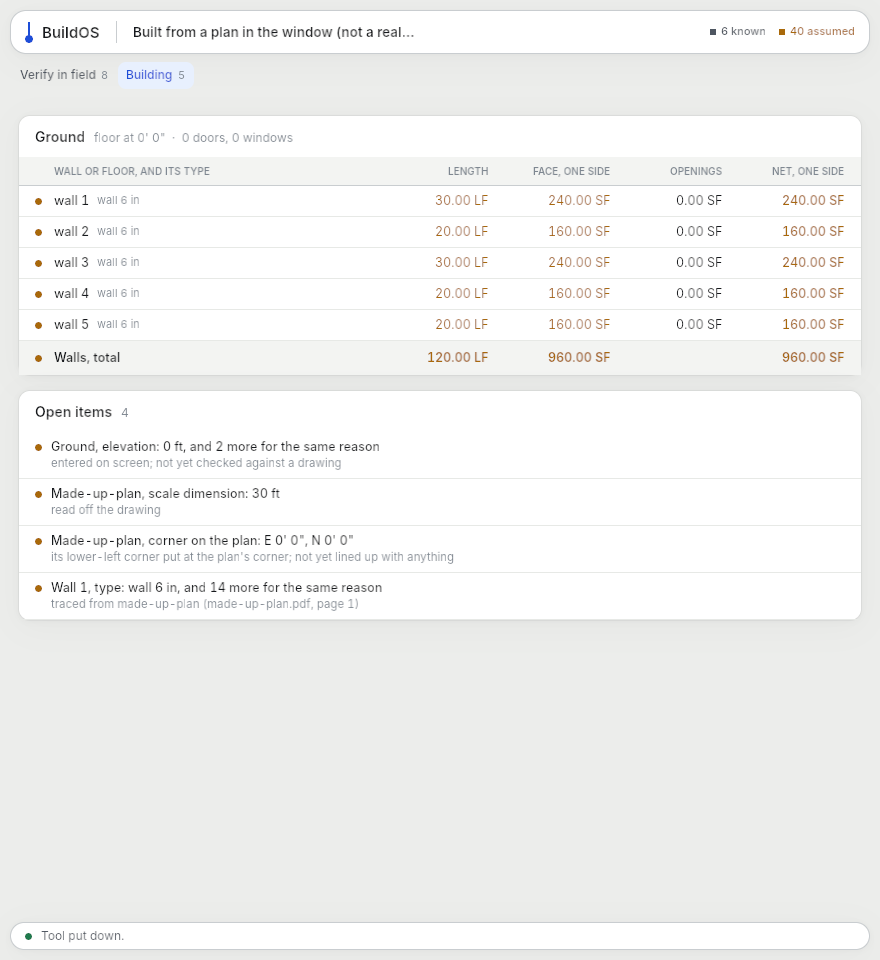 BuildOS
Built from a plan in the window (not a real...
6 known 40 assumed
Verify in field 8 Building 5
Ground floor at 0' 0" · 0 doors, 0 windows
WALL OR FLOOR, AND ITS TYPE LENGTH FACE, ONE SIDE OPENINGS NET, ONE SIDE
wall 1 wall 6 in 30.00 LF 240.00 SF 0.00 SF 240.00 SF
wall 2 wall 6 in 20.00 LF 160.00 SF 0.00 SF 160.00 SF
wall 3 wall 6 in 30.00 LF 240.00 SF 0.00 SF 240.00 SF
wall 4 wall 6 in 20.00 LF 160.00 SF 0.00 SF 160.00 SF
wall 5 wall 6 in 20.00 LF 160.00 SF 0.00 SF 160.00 SF
Walls, total 120.00 LF 960.00 SF 960.00 SF
Open items 4
Ground, elevation: 0 ft, and 2 more for the same reason
entered on screen; not yet checked against a drawing
Made-up-plan, scale dimension: 30 ft
read off the drawing
Made-up-plan, corner on the plan: E 0' 0", N 0' 0"
its lower-left corner put at the plan's corner; not yet lined up with anything
Wall 1, type: wall 6 in, and 14 more for the same reason
traced from made-up-plan (made-up-plan.pdf, page 1)
Tool put down.